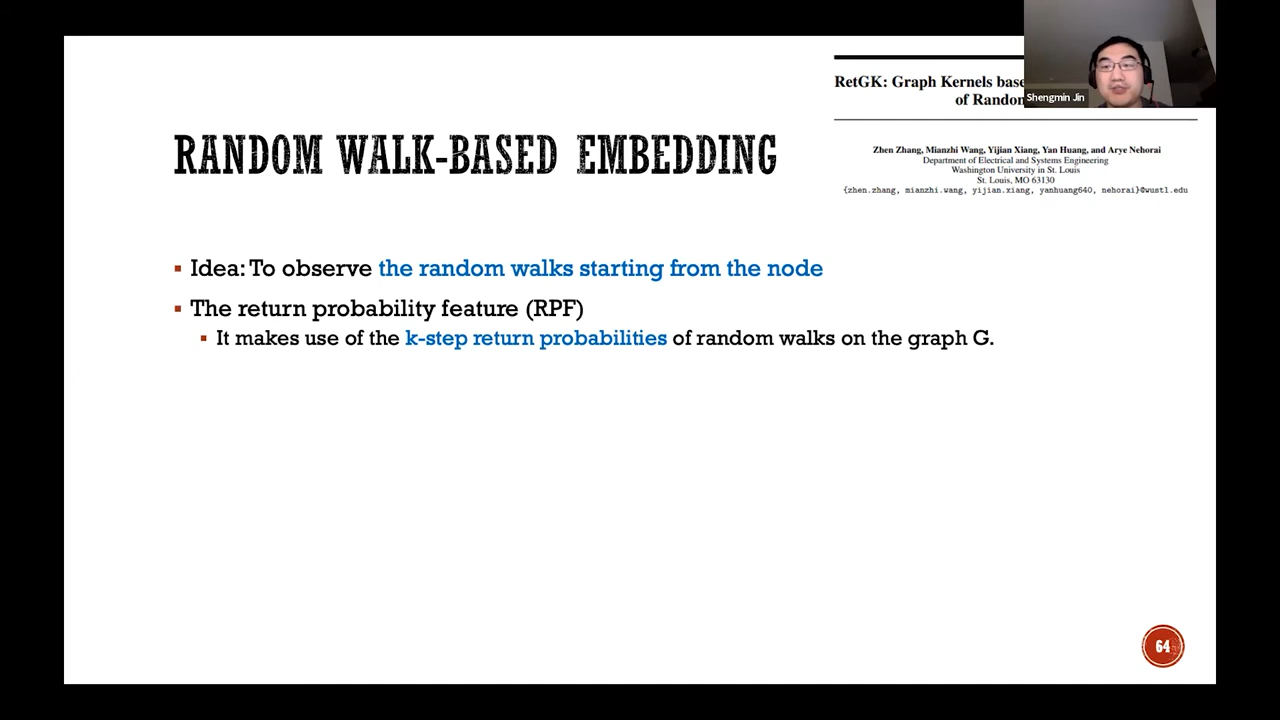 RetGK: Graph Kernels base
of Random
Shengmin Jin
RANDOM WALK-BASED EMBEDDING
Zhen Zhang, Mianzhi Wang, Yijian Xiang, Yan Huang, and Arye Nehorai
Department of Electrical and Systems Engineering
Washington University in St. Louis
St. Louis, MO 63130
{zhen.zhang, mianzhi.wang, yijian.xiang, yanhuang640, nehorai}@wustl.edu
▪ Idea: To observe the random walks starting from the node
▪ The return probability feature (RPF)
▪ It makes use of the k-step return probabilities of random walks on the graph G.
64